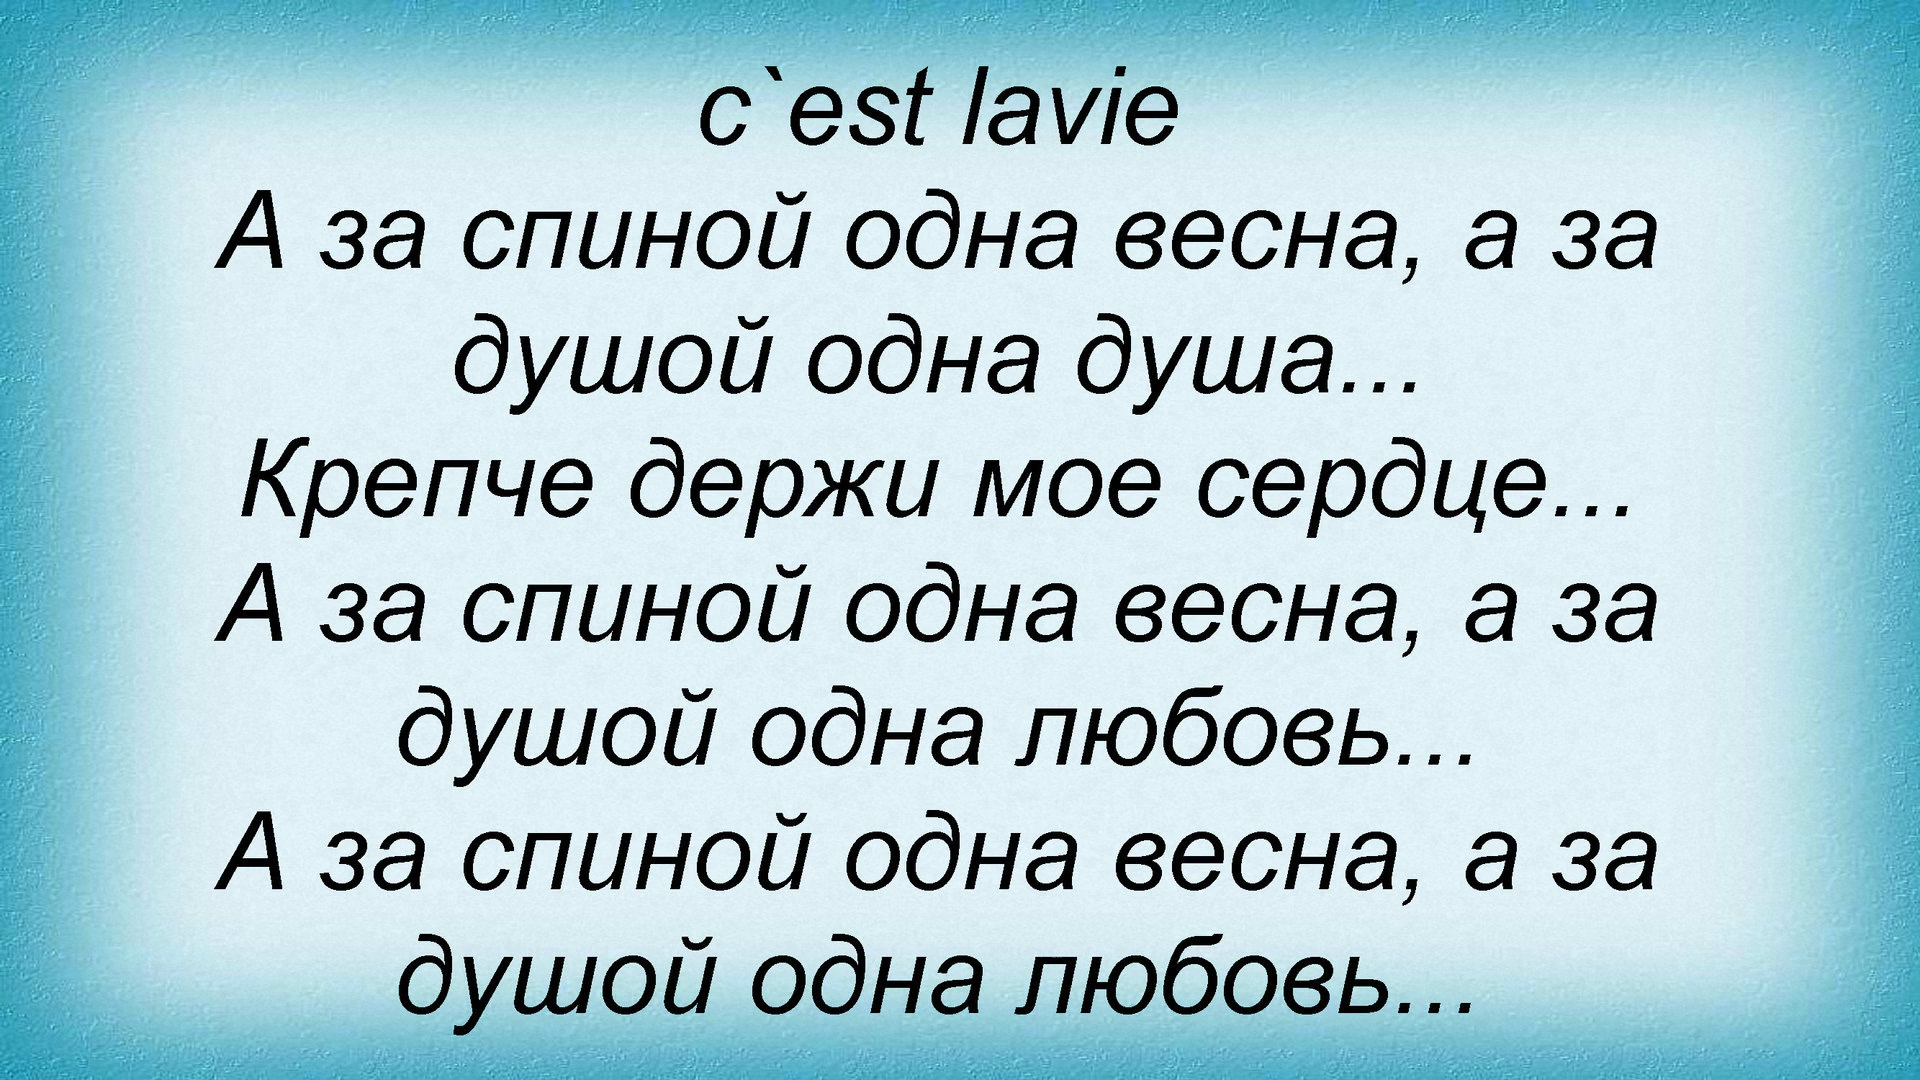 c`est lavie
А за спиной одна весна, а за
душой одна душа...
Крепче держи мое сердце...
А за спиной одна весна, а за
душой одна любовь...
А за спиной одна весна, а за
душой одна любовь...